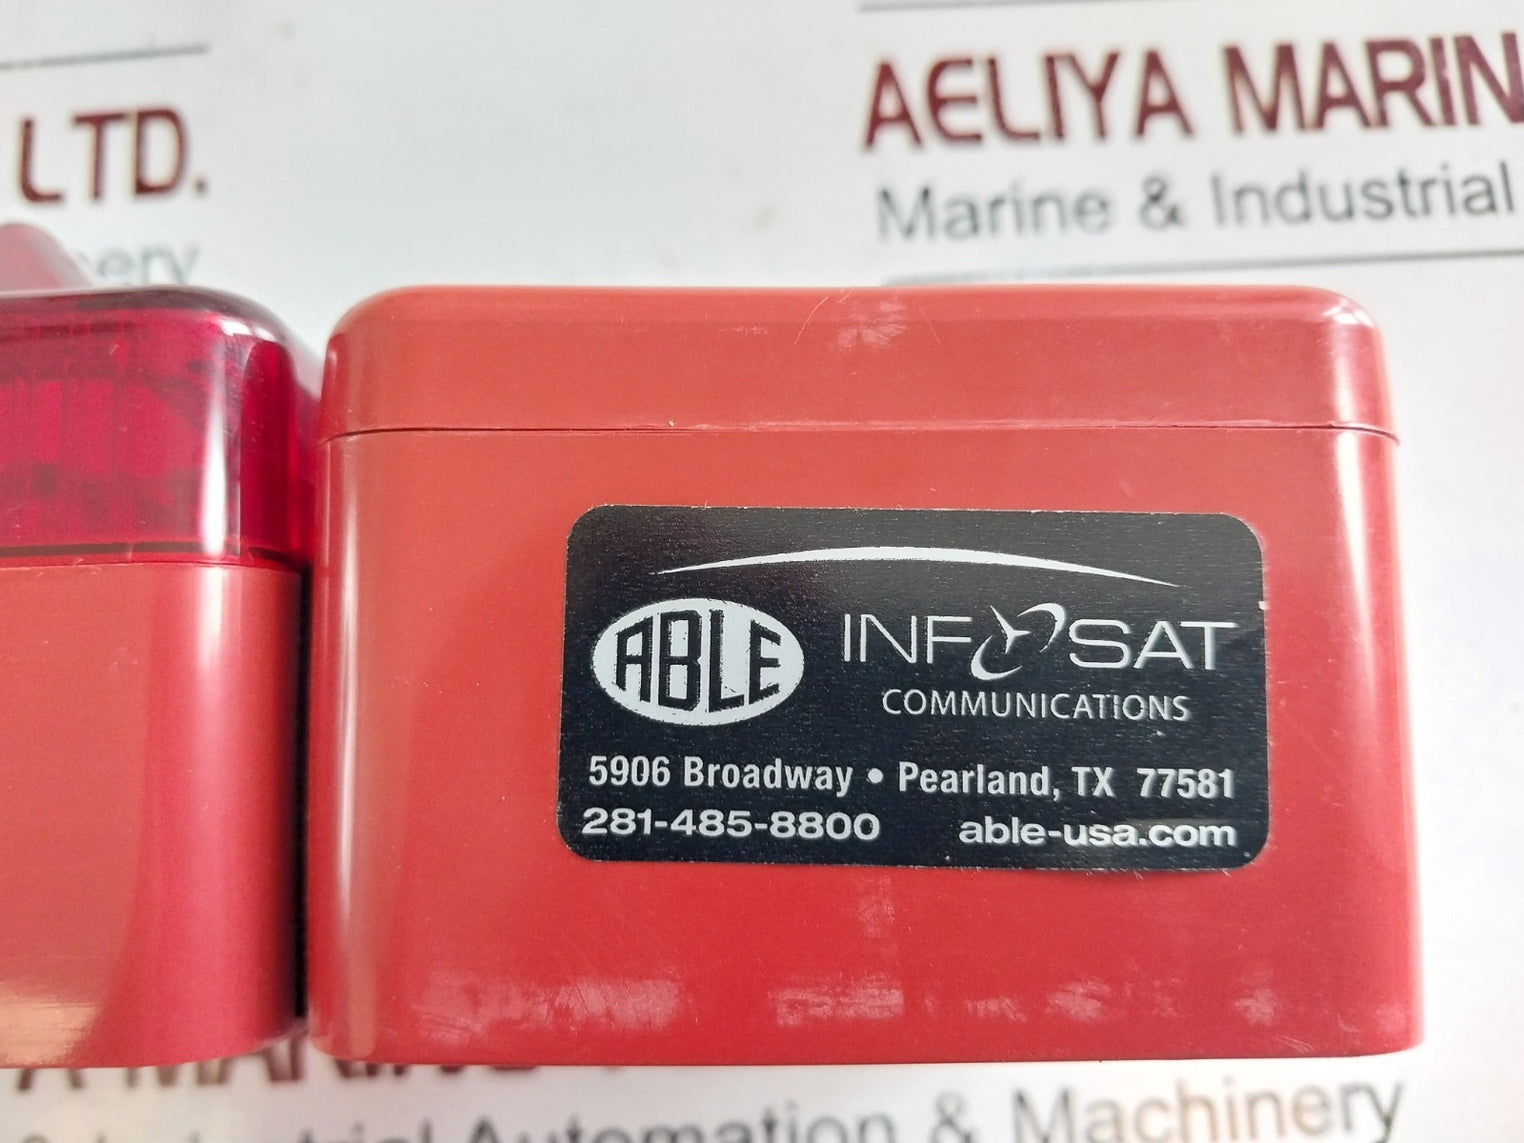 LTD.
AELIYA MARIN
Marine & Industrial
ABLE
INFOSAT
COMMUNICATIONS
5906 Broadway • Pearland, TX 77581
281-485-8800 able-usa.com
Automation & Machinery